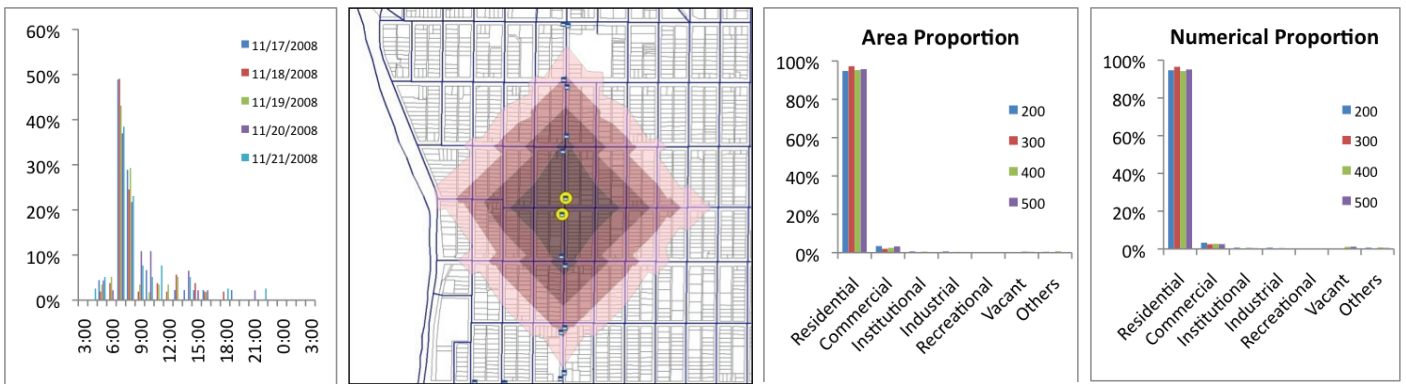 60%
50%
40%
30%
20%
10%
0%
11/17/2008
11/18/2008
11/19/2008
11/20/2008
11/21/2008
3:00
6:00
9:00
12:00
15:00
18:00
21:00
0:00
3:00
Area Proportion
100%
80%
60%
40%
20%
0%
200
300
400
500
Residential
Commercial
Institutional
Industrial
Recreational
Vacant
Others
Numerical Proportion
100%
80%
60%
40%
20%
0%
200
300
400
500
Residential
Commercial
Institutional
Industrial
Recreational
Vacant
Others